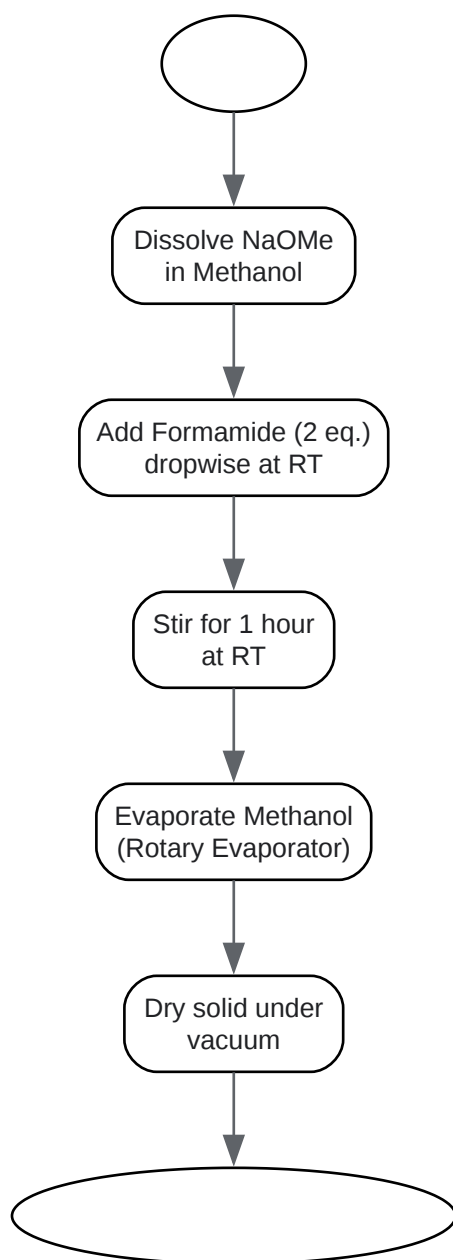 Dissolve NaOMe
in Methanol
Add Formamide (2 eq.)
dropwise at RT
Stir for 1 hour
at RT
Evaporate Methanol
(Rotary Evaporator)
Dry solid under
vacuum